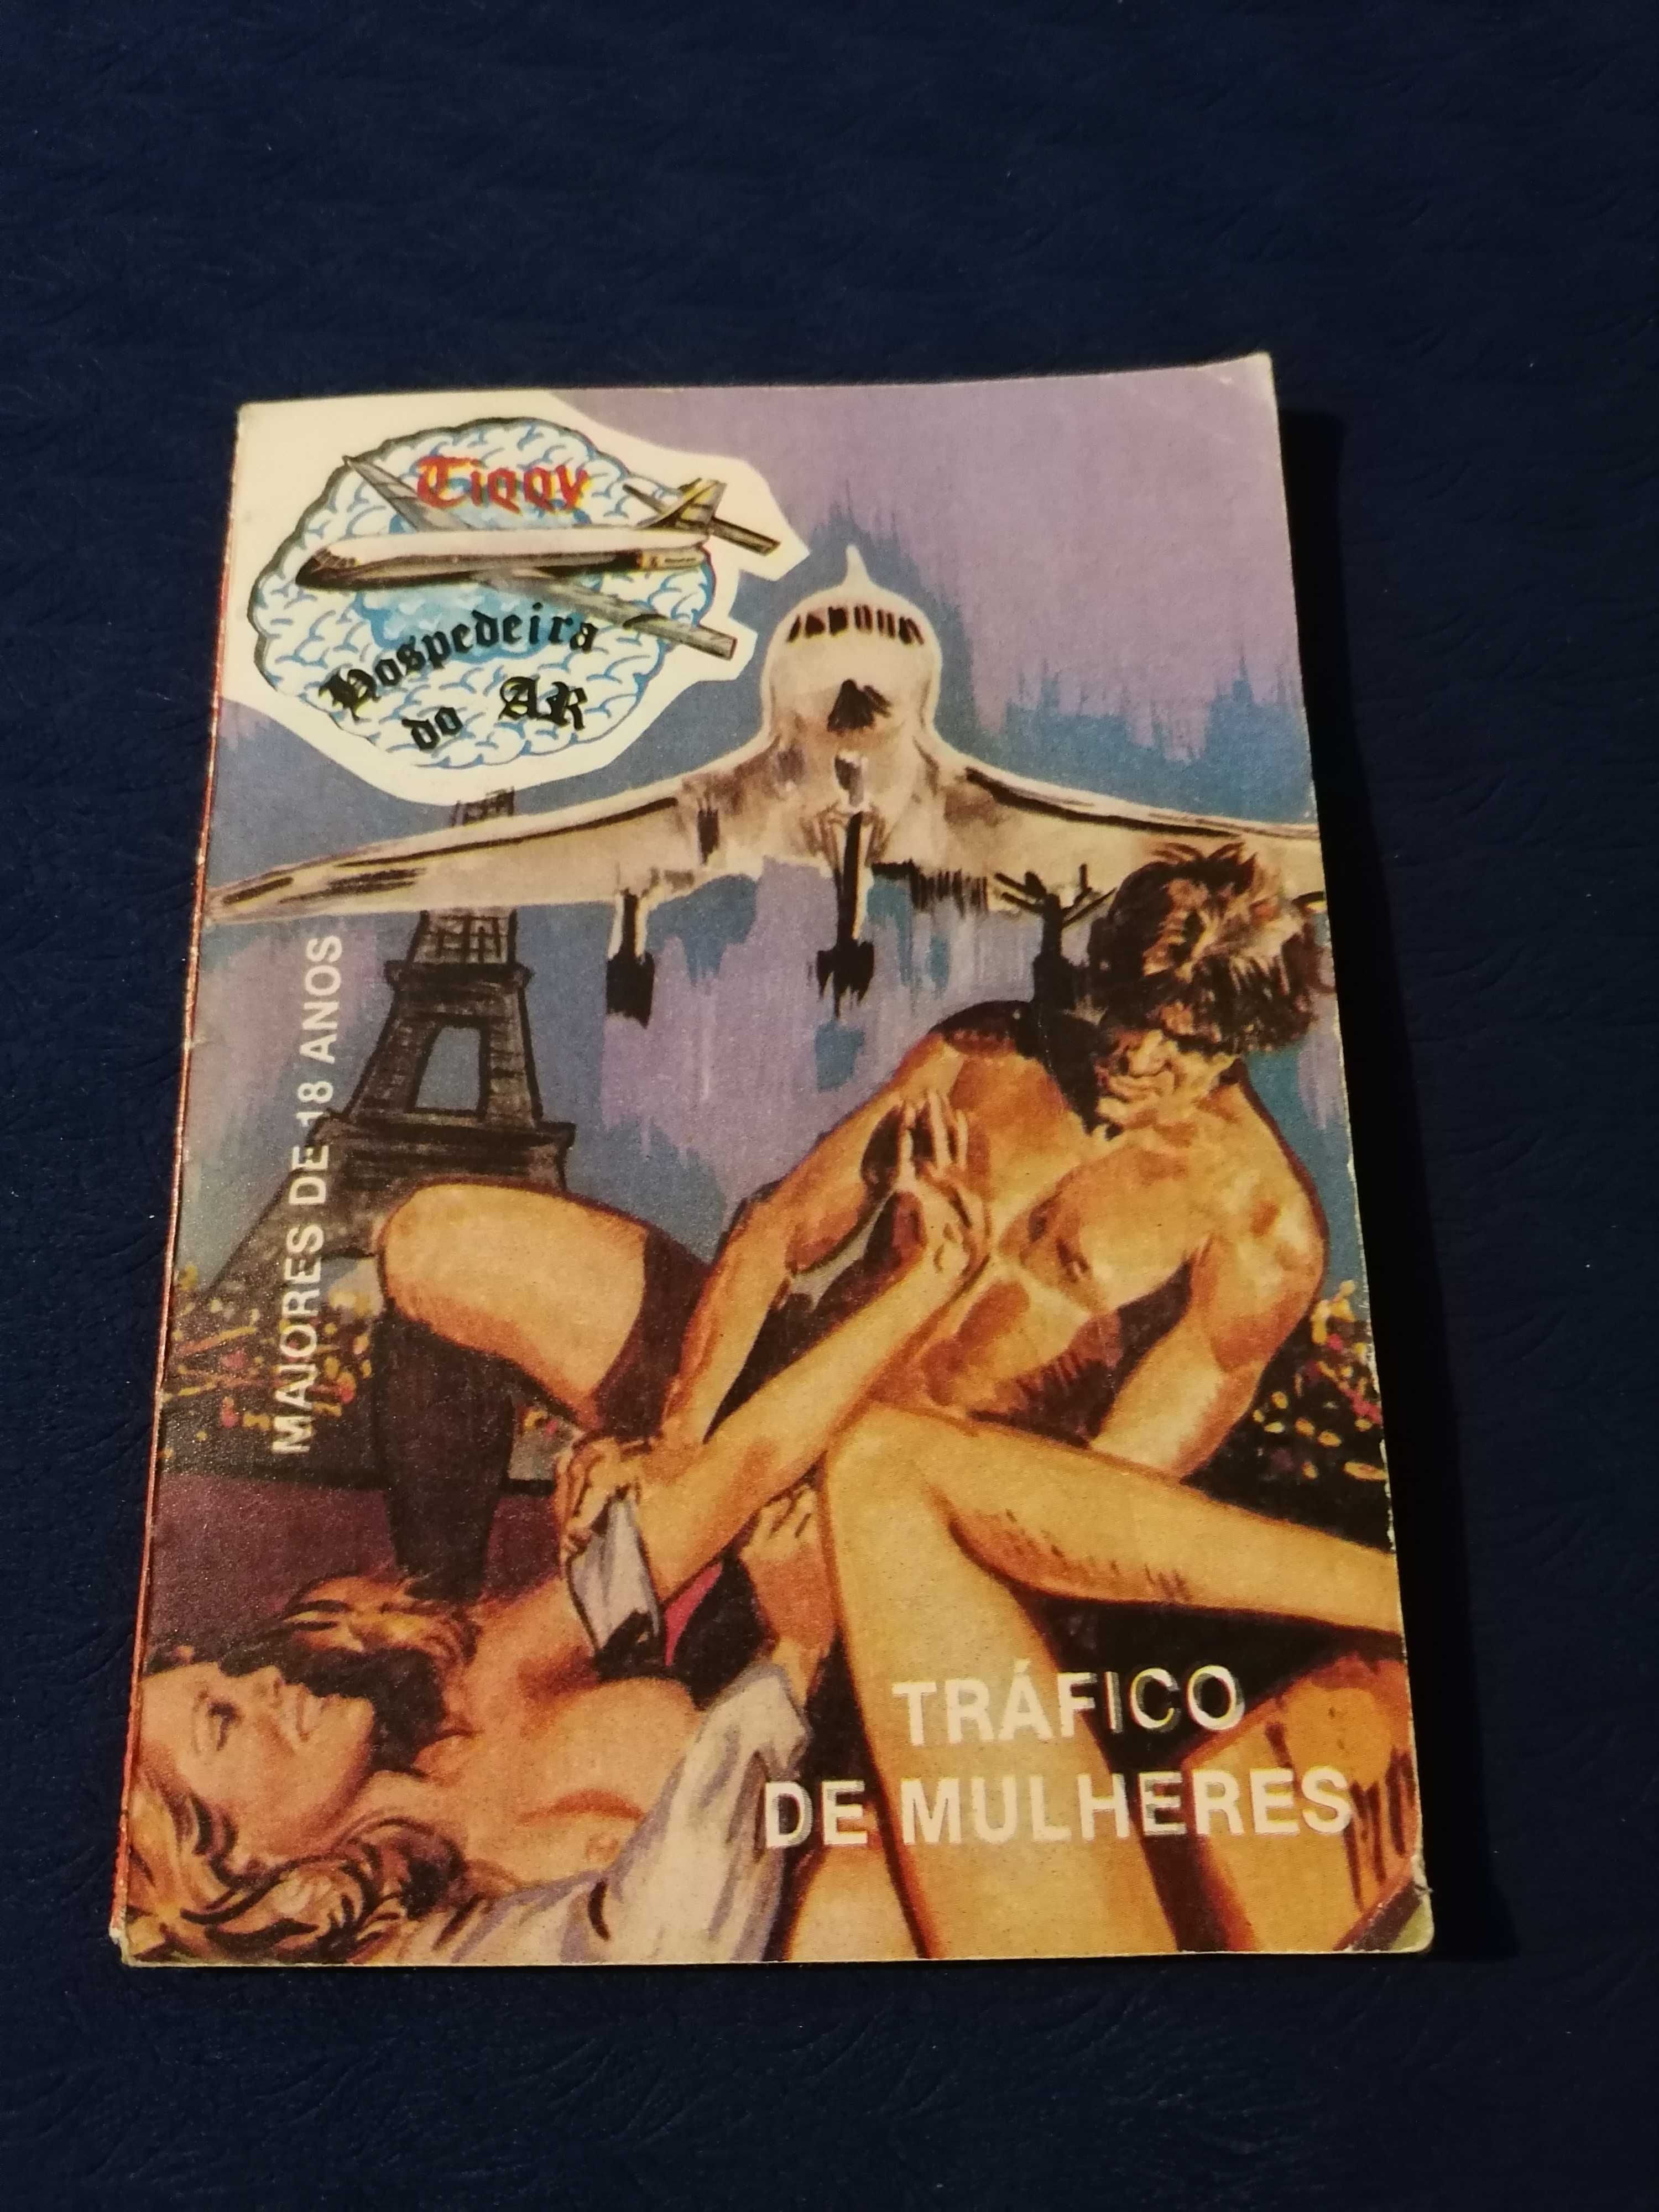 Tiggy
Hospedeira
do AR
MAIORES DE 18 ANOS
TRÁFICO
DE MULHERES